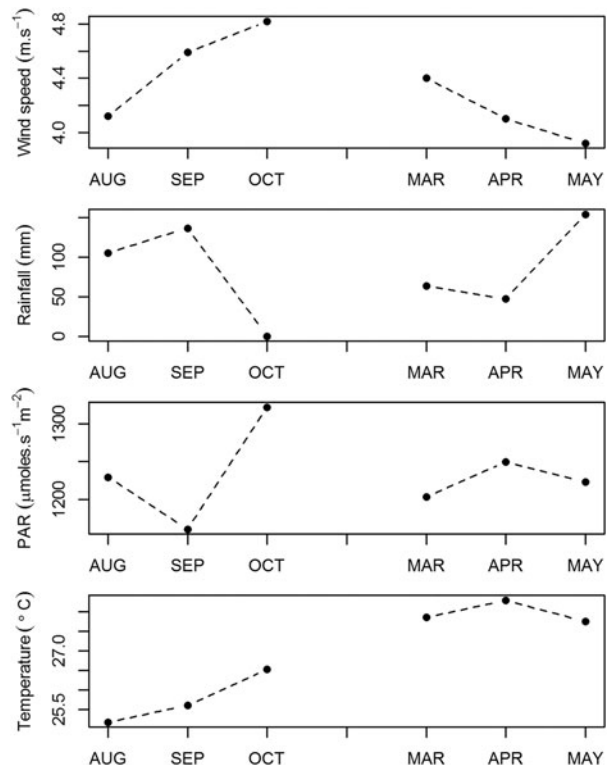 Wind speed (m.s⁻¹)
4.8
4.4
4.0
AUG SEP OCT MAR APR MAY
Rainfall (mm)
100
50
0
AUG SEP OCT MAR APR MAY
PAR (μmoles.s⁻¹m⁻²)
1300
1200
AUG SEP OCT MAR APR MAY
Temperature (° C)
27.0
25.5
AUG SEP OCT MAR APR MAY